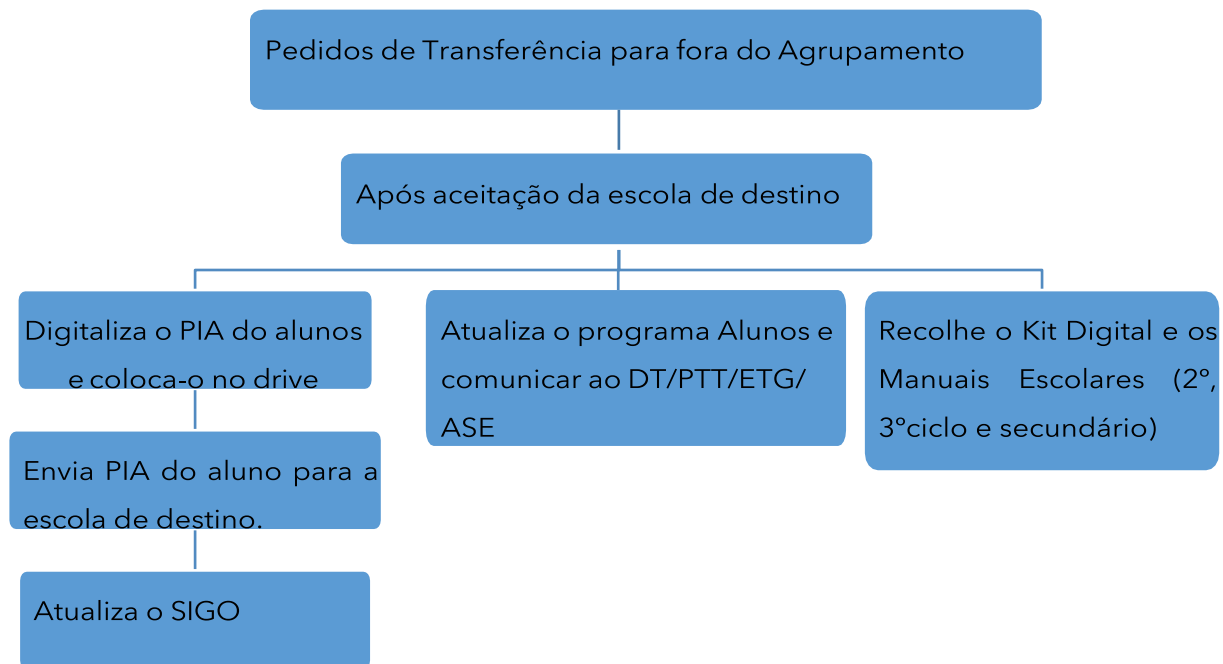 Pedidos de Transferência para fora do Agrupamento
Após aceitação da escola de destino
Digitaliza o PIA do alunos
e coloca-o no drive
Envia PIA do aluno para a
escola de destino.
Atualiza o SIGO
Atualiza o programa Alunos e
comunicar ao DT/PTT/ETG/
ASE
Recolhe o Kit Digital e os
Manuais Escolares (2º,
3ºciclo e secundário)